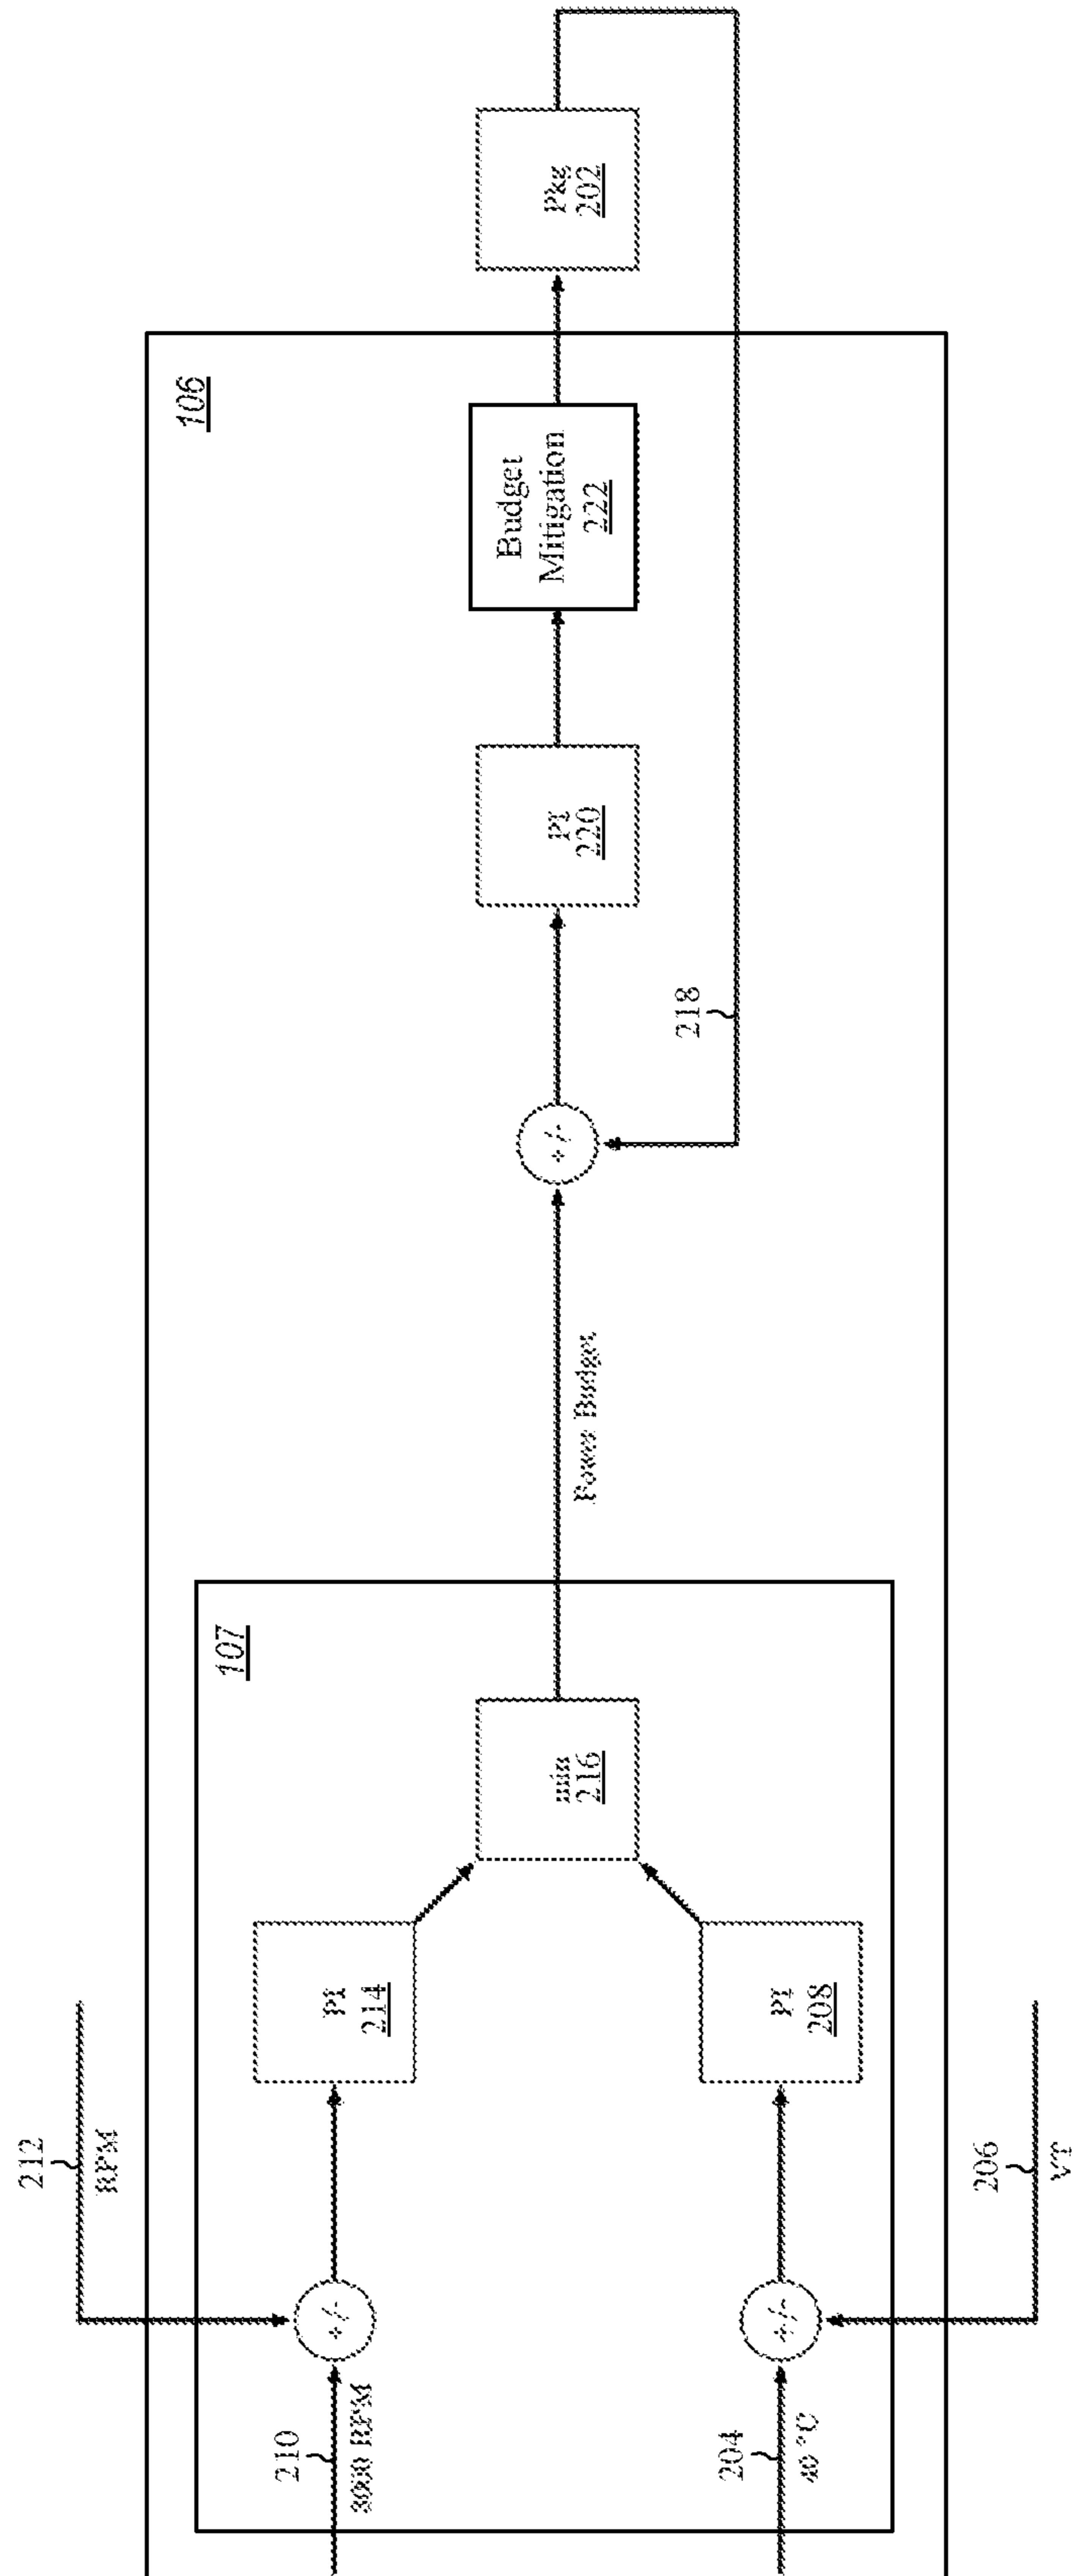 212
RPM
210
RPM
204
40 °C
206
VT
107
+/-
+/-
PI
214
PI
208
min
216
Power Budget
106
+/-
218
PI
220
Budget
Mitigation
222
Pkg
202